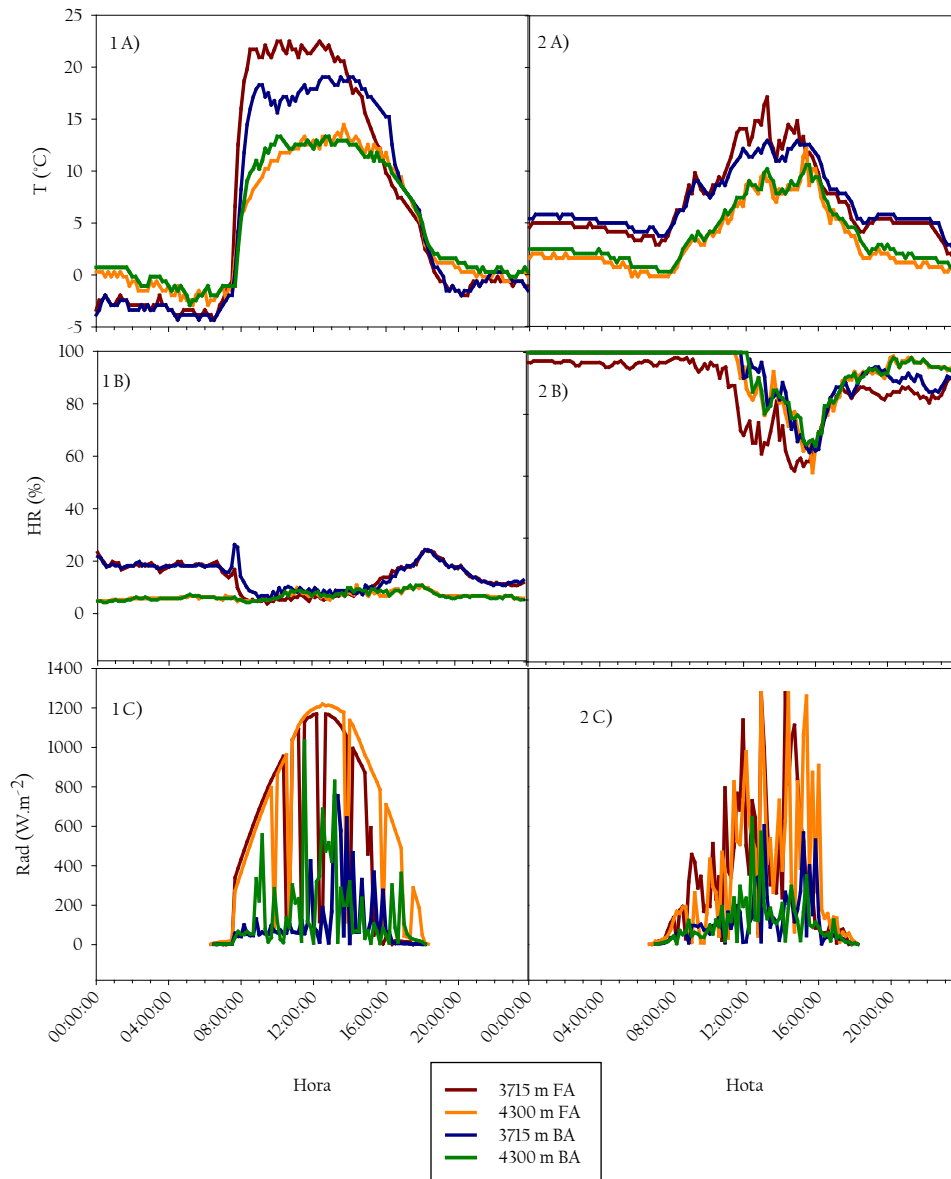 1 A)
2 A)
T (°C)
25
20
15
10
5
0
-5
1 B)
2 B)
HR (%)
100
80
60
40
20
0
1 C)
2 C)
Rad (W.m-2)
1400
1200
1000
800
600
400
200
0
00:00:00
04:00:00
08:00:00
12:00:00
16:00:00
20:00:00
00:00:00
04:00:00
08:00:00
12:00:00
16:00:00
20:00:00
Hora
Hota
3715 m FA
4300 m FA
3715 m BA
4300 m BA